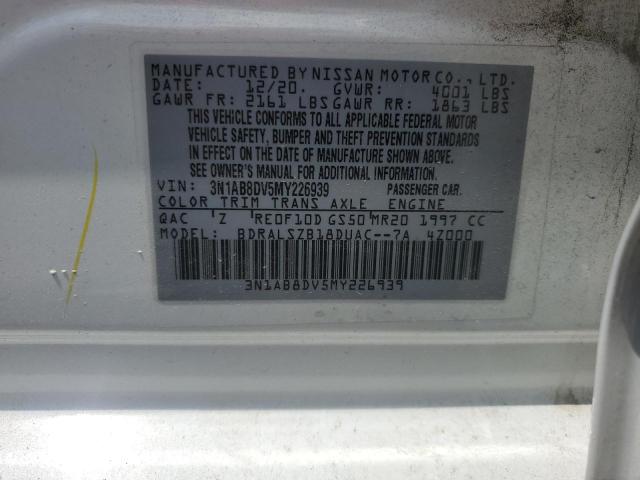 MANUFACTURED BY NISSAN MOTOR CO., LTD.
DATE: 12/20. GVWR: 4001 LBS
GAWR FR: 2161 LBS GAWR RR: 1863 LBS
THIS VEHICLE CONFORMS TO ALL APPLICABLE FEDERAL MOTOR
VEHICLE SAFETY, BUMPER AND THEFT PREVENTION STANDARDS
IN EFFECT ON THE DATE OF MANUFACTURE SHOWN ABOVE.
SEE OWNER'S MANUAL FOR ADDITIONAL INFORMATION.
VIN: 3N1AB8DV5MY226939 PASSENGER CAR.
COLOR TRIM TRANS AXLE ENGINE
QAC Z RE0F10D GS50 MR20 1997 CC
MODEL: BDRALSZB18DUAC--7A 4Z000
3N1AB8DV5MY226939